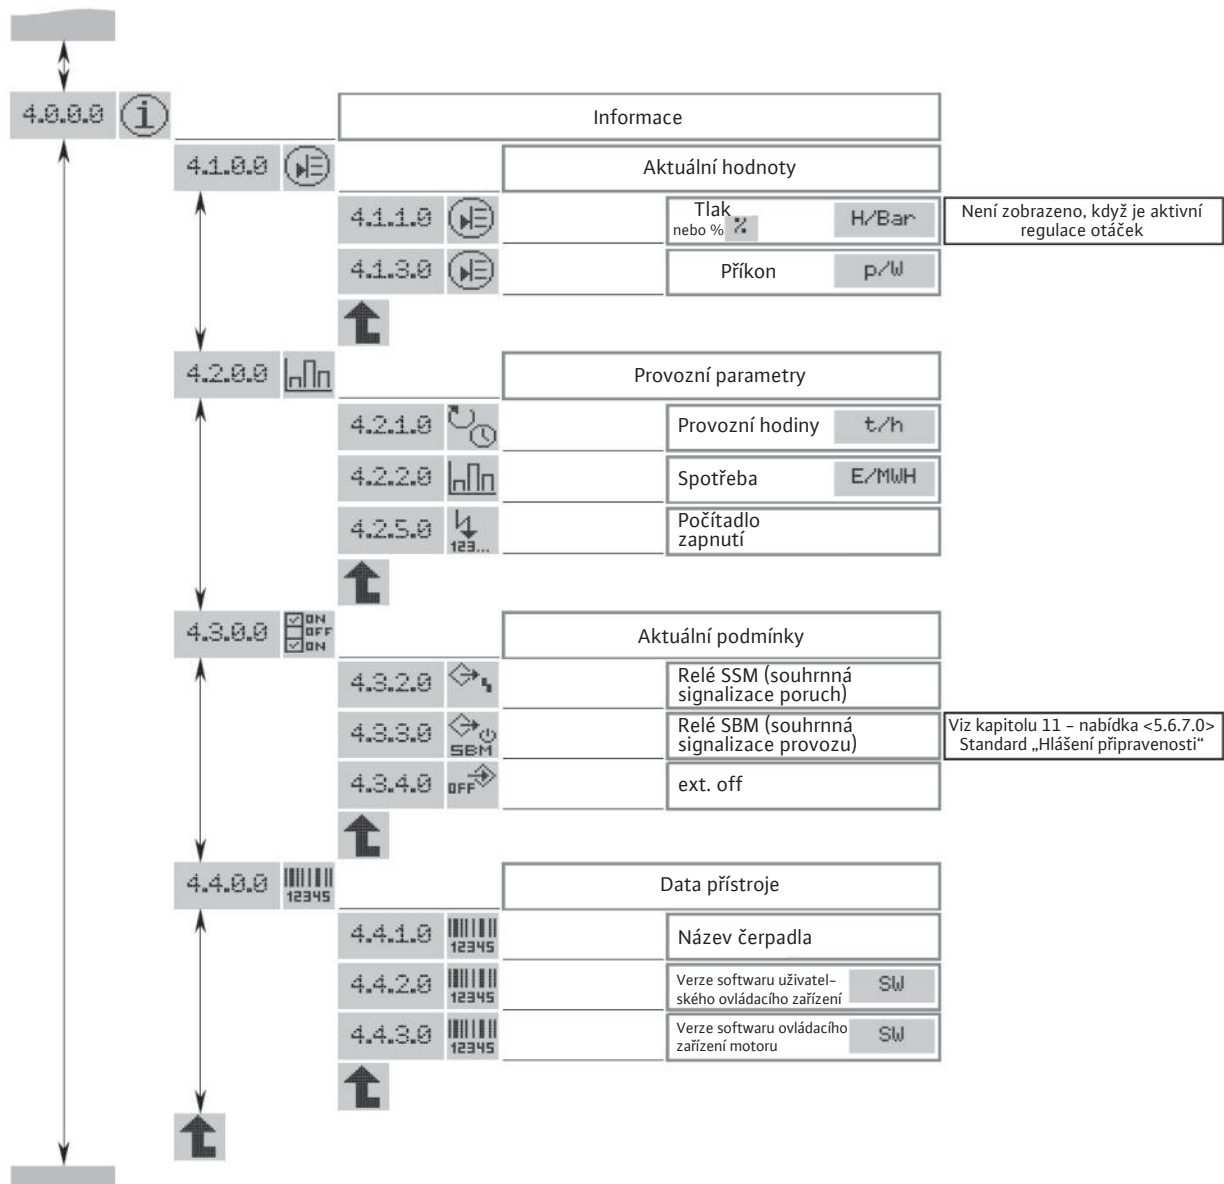 4.0.0.0 i Informace
4.1.0.0 Aktuální hodnoty
4.1.1.0 Tlak H/Bar
nebo % %
Není zobrazeno, když je aktivní
regulace otáček
4.1.3.0 Příkon p/W
4.2.0.0 Provozní parametry
4.2.1.0 Provozní hodiny t/h
4.2.2.0 Spotřeba E/MWH
4.2.5.0 123... Počítadlo
zapnutí
4.3.0.0 Aktuální podmínky
ON
OFF
ON
4.3.2.0 Relé SSM (souhrnná
signalizace poruch)
4.3.3.0 SBM Relé SBM (souhrnná
signalizace provozu)
Viz kapitolu 11 – nabídka <5.6.7.0>
Standard „Hlášení připravenosti“
4.3.4.0 OFF ext. off
4.4.0.0 12345 Data přístroje
4.4.1.0 12345 Název čerpadla
4.4.2.0 12345 Verze softwaru uživatel-
ského ovládacího zařízení SW
4.4.3.0 12345 Verze softwaru ovládacího
zařízení motoru SW